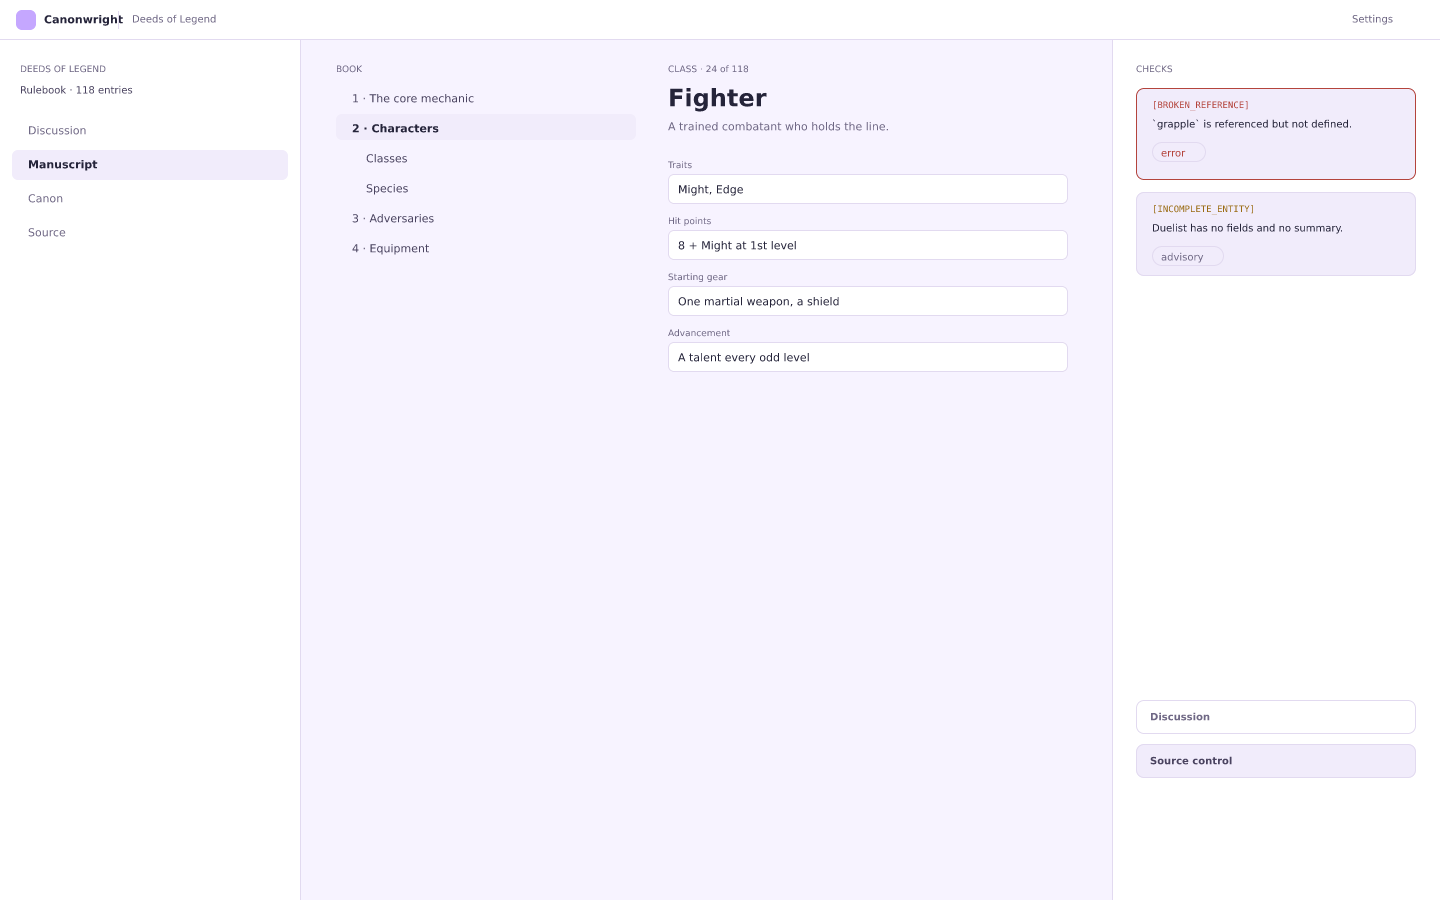 Canonwright
Deeds of Legend
Settings
DEEDS OF LEGEND
Rulebook · 118 entries
Discussion
Manuscript
Canon
Source
BOOK
1 · The core mechanic
2 · Characters
Classes
Species
3 · Adversaries
4 · Equipment
CLASS · 24 of 118
Fighter
A trained combatant who holds the line.
Traits
Might, Edge
Hit points
8 + Might at 1st level
Starting gear
One martial weapon, a shield
Advancement
A talent every odd level
CHECKS
[BROKEN_REFERENCE]
`grapple` is referenced but not defined.
error
[INCOMPLETE_ENTITY]
Duelist has no fields and no summary.
advisory
Discussion
Source control